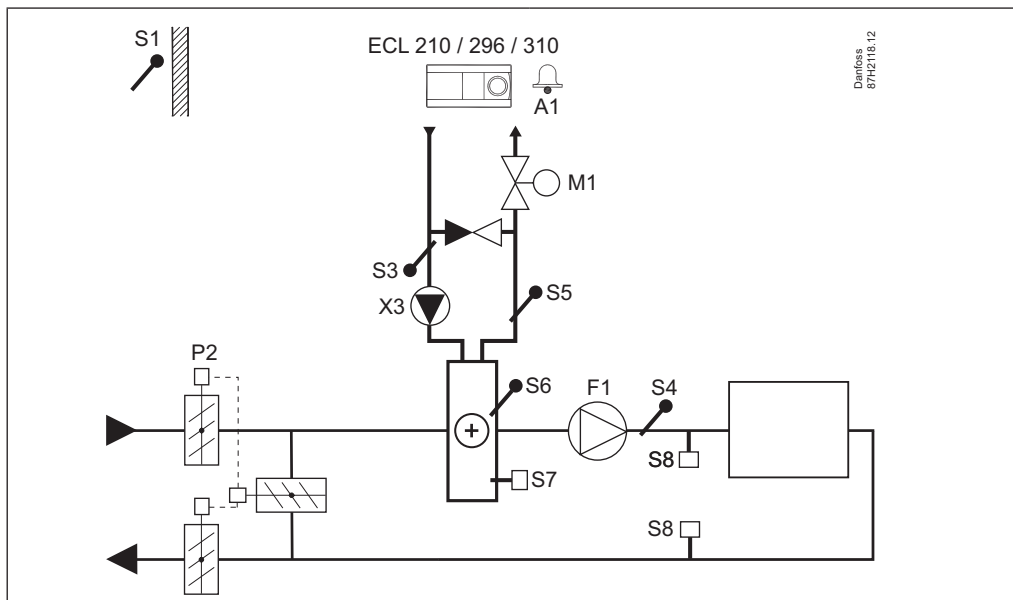 S1
ECL 210 / 296 / 310
A1
Danfoss
87H2118.12
M1
S3
S5
X3
P2
S6
F1
S4
S8
S7
S8